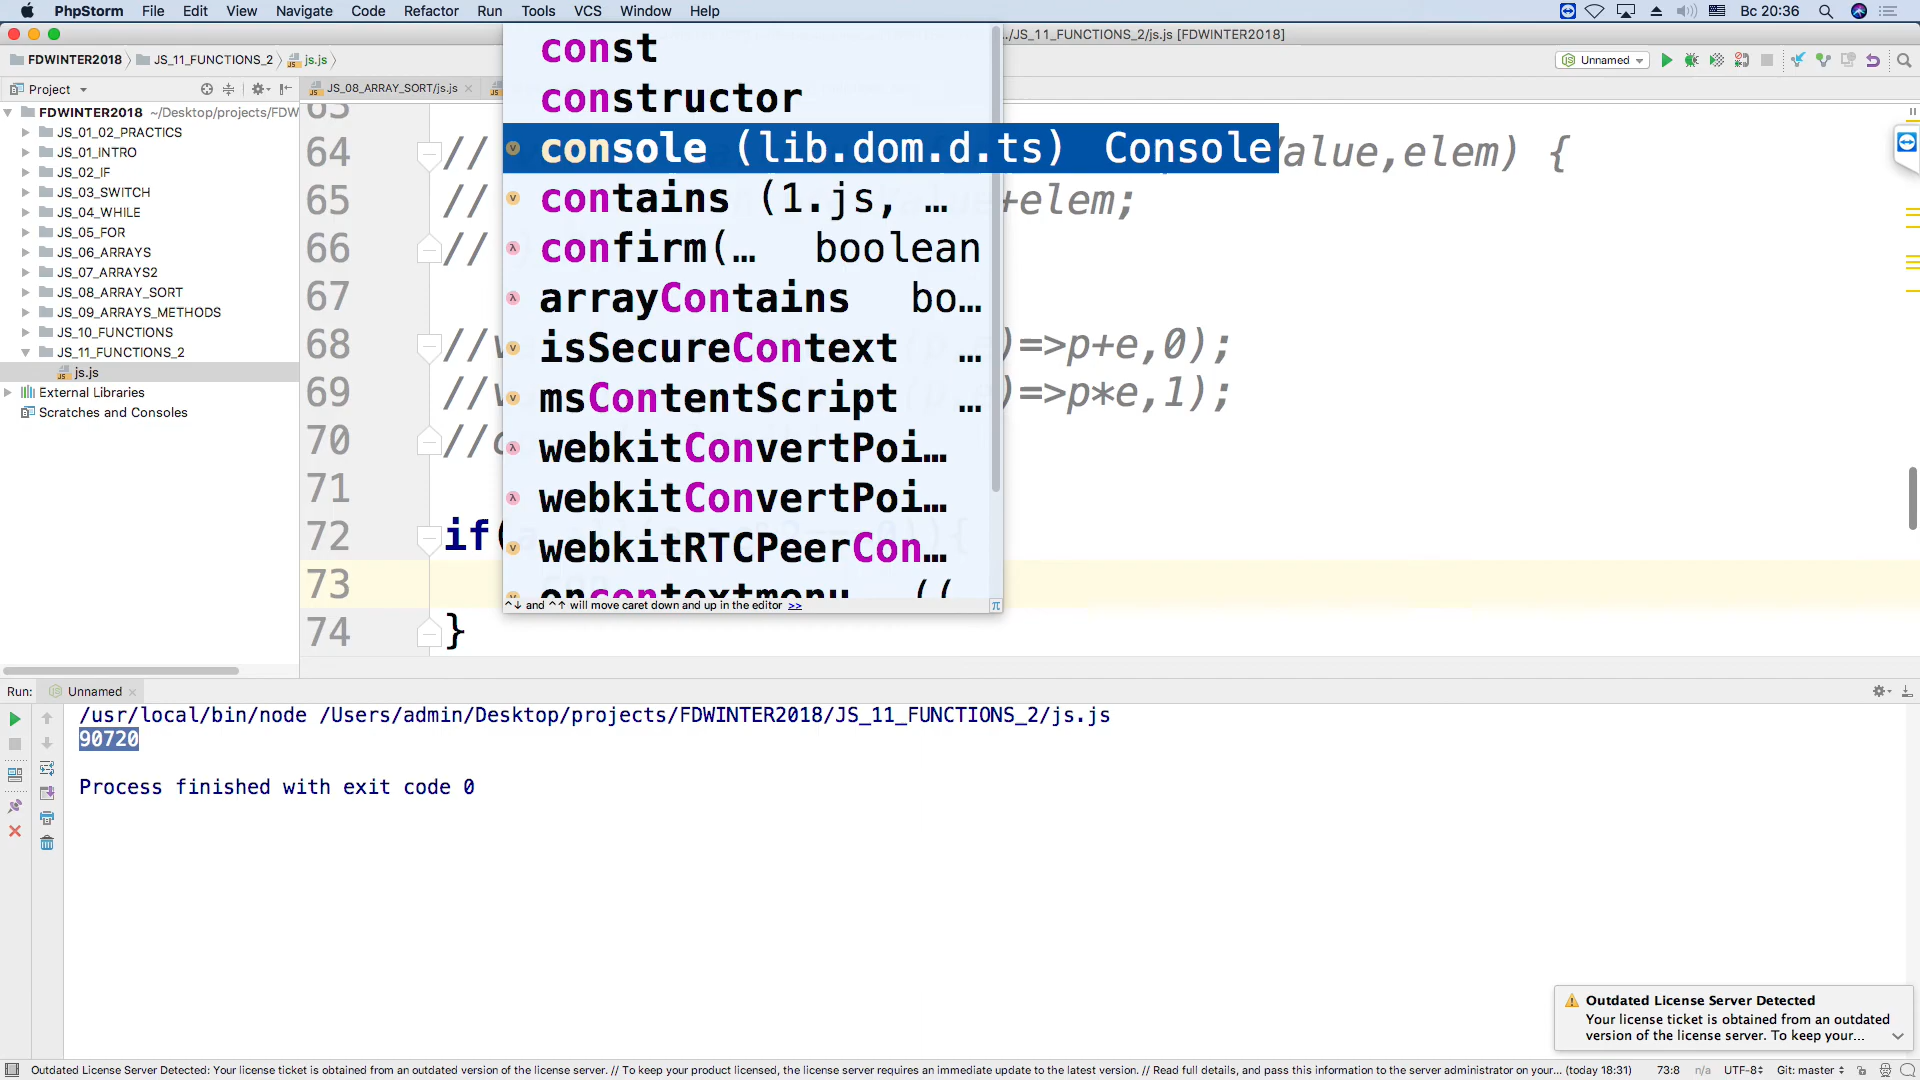 PhpStorm File Edit View Navigate Code Refactor Run Tools VCS Window Help Вс 20:36
./JS_11_FUNCTIONS_2/js.js [FDWINTER2018]
FDWINTER2018 JS_11_FUNCTIONS_2 js.js Unnamed
Project JS_08_ARRAY_SORT/js.js
FDWINTER2018 ~/Desktop/projects/FDW
JS_01_02_PRACTICS
JS_01_INTRO
JS_02_IF
JS_03_SWITCH
JS_04_WHILE
JS_05_FOR
JS_06_ARRAYS
JS_07_ARRAYS2
JS_08_ARRAY_SORT
JS_09_ARRAYS_METHODS
JS_10_FUNCTIONS
JS_11_FUNCTIONS_2
js.js
External Libraries
Scratches and Consoles
const
constructor
console (lib.dom.d.ts) Console
contains (1.js, …
confirm(… boolean
arrayContains bo…
isSecureContext …
msContentScript …
webkitConvertPoi…
webkitConvertPoi…
webkitRTCPeerCon…
oncontextmenu ((
^↓ and ^↑ will move caret down and up in the editor >>
64 // alue,elem) {
65 // +elem;
66 //
67
68 //v )=>p+e,0);
69 //v )=>p*e,1);
70 //c
71
72 if(
73
74 }
Run: Unnamed
/usr/local/bin/node /Users/admin/Desktop/projects/FDWINTER2018/JS_11_FUNCTIONS_2/js.js
90720
Process finished with exit code 0
Outdated License Server Detected
Your license ticket is obtained from an outdated
version of the license server. To keep your...
Outdated License Server Detected: Your license ticket is obtained from an outdated version of the license server. // To keep your product licensed, the license server requires an immediate update to the latest version. // Read full details, and pass this information to the server administrator on your... (today 18:31) 73:8 n/a UTF-8 Git: master